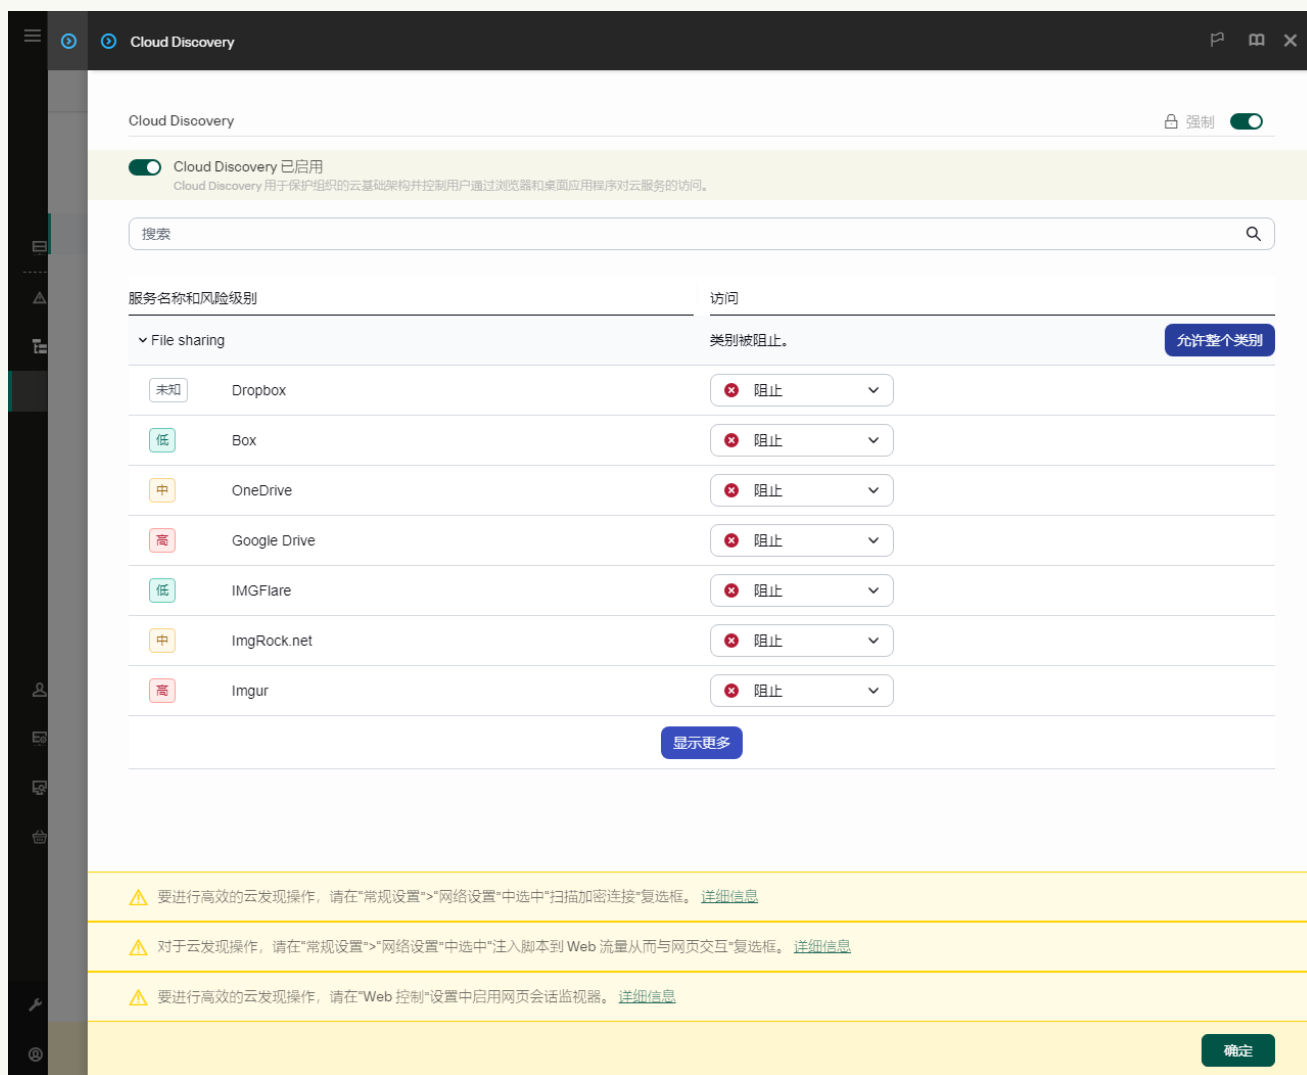 Cloud Discovery
Cloud Discovery
强制
Cloud Discovery 已启用
Cloud Discovery 用于保护组织的云基础架构并控制用户通过浏览器和桌面应用程序对云服务的访问。
搜索
服务名称和风险级别 访问
File sharing 类别被阻止。 允许整个类别
未知 Dropbox 阻止
低 Box 阻止
中 OneDrive 阻止
高 Google Drive 阻止
低 IMGFlare 阻止
中 ImgRock.net 阻止
高 Imgur 阻止
显示更多
要进行高效的云发现操作，请在"常规设置">"网络设置"中选中"扫描加密连接"复选框。 详细信息
对于云发现操作，请在"常规设置">"网络设置"中选中"注入脚本到 Web 流量从而与网页交互"复选框。 详细信息
要进行高效的云发现操作，请在"Web 控制"设置中启用网页会话监视器。 详细信息
确定